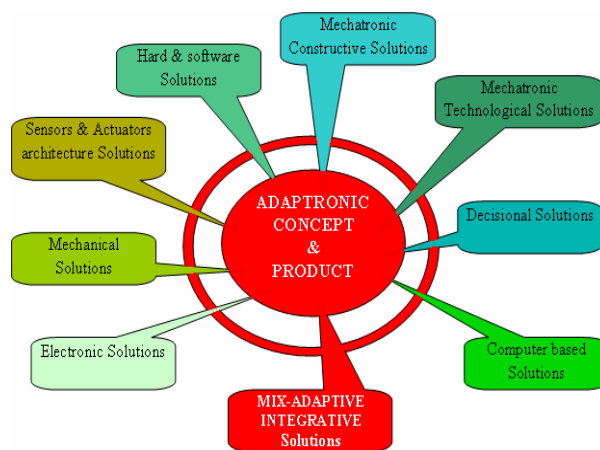 Mechatronic
Constructive Solutions
Hard & software
Solutions
Mechatronic
Technological Solutions
Sensors & Actuators
architecture Solutions
ADAPTRONIC
CONCEPT
&
PRODUCT
Decisional Solutions
Mechanical
Solutions
Electronic Solutions
Computer based
Solutions
MIX-ADAPTIVE
INTEGRATIVE
Solutions